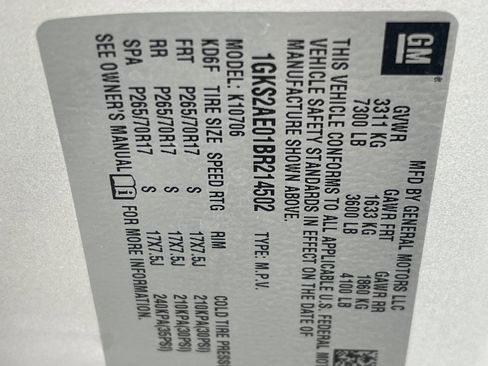 GM
MFD BY GENERAL MOTORS LLC
GVWR GAWR FRT GAWR RR
3311 KG 1633 KG 1860 KG
7300 LB 3600 LB 4100 LB
THIS VEHICLE CONFORMS TO ALL APPLICABLE U.S. FEDERAL MOT
VEHICLE SAFETY STANDARDS IN EFFECT ON THE DATE OF
MANUFACTURE SHOWN ABOVE.
1GKS2AE01BR214502 TYPE: M.P.V.
MODEL: K10706
KD6F TIRE SIZE SPEED RTG RIM COLD TIRE PRESS
FRT P265/70R17 S 17X7.5J 210KPA(30PSI)
RR P265/70R17 S 17X7.5J 210KPA(30PSI)
SPA P265/70R17 S 17X7.5J 240KPA(35PSI)
SEE OWNER'S MANUAL FOR MORE INFORMATION.